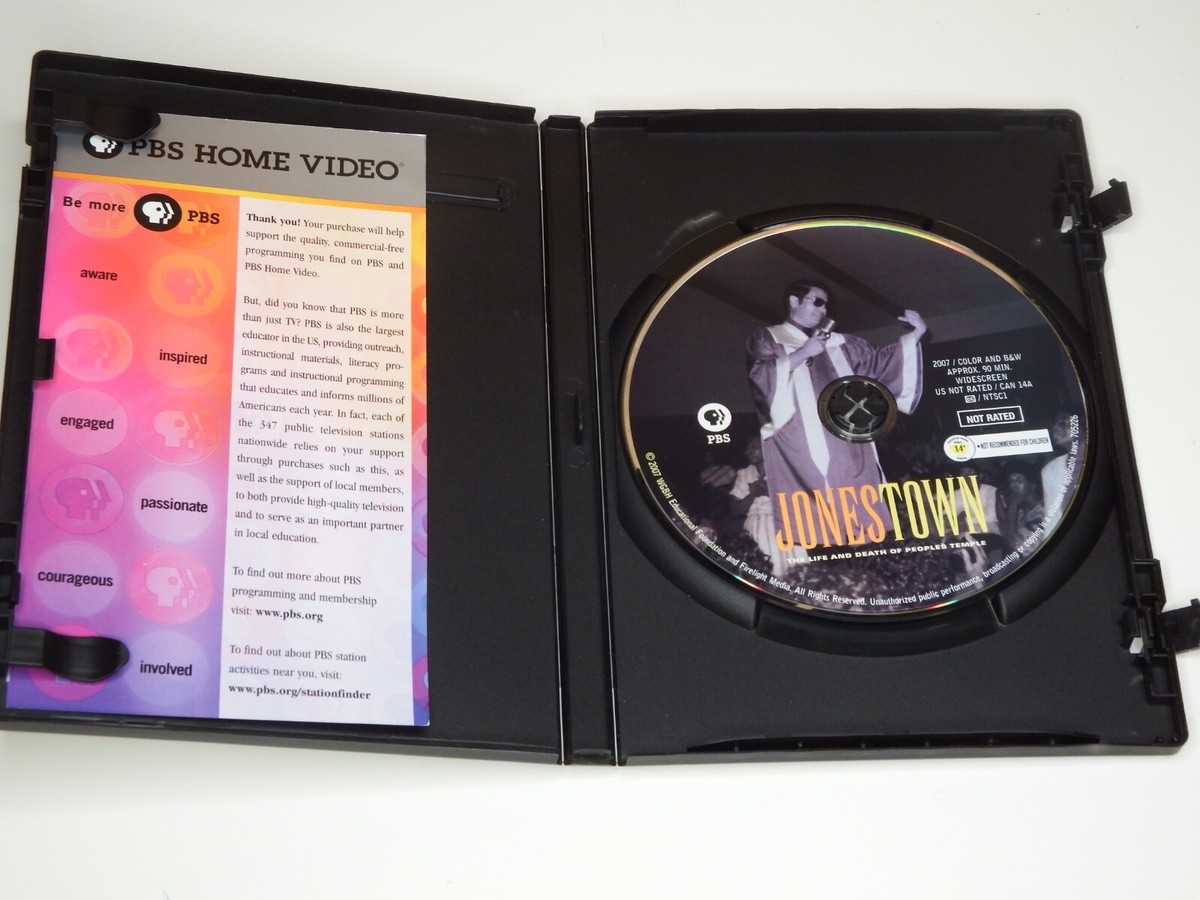 PBS HOME VIDEO
Be more PBS
aware
inspired
engaged
passionate
courageous
involved
Thank you! Your purchase will help
support the quality, commercial-free
programming you find on PBS and
PBS Home Video.
But, did you know that PBS is more
than just TV? PBS is also the largest
educator in the US, providing outreach,
instructional materials, literacy pro-
grams and instructional programming
that educates and informs millions of
Americans each year. In fact, each of
the 347 public television stations
nationwide relies on your support
through purchases such as this, as
well as the support of local members,
to both provide high-quality television
and to serve as an important partner
in local education.
To find out more about PBS
programming and membership
visit: www.pbs.org
To find out about PBS station
activities near you, visit:
www.pbs.org/stationfinder
PBS
2007 / COLOR AND B&W
APPROX. 90 MIN.
WIDESCREEN
US NOT RATED / CAN 14A
/ NTSC1
NOT RATED
14A
• NOT RECOMMENDED FOR CHILDREN
JONESTOWN
THE LIFE AND DEATH OF PEOPLES TEMPLE
© 2007 WGBH Educational Foundation and Firelight Media. All Rights Reserved. Unauthorized public performance, broadcasting or copying is a violation of applicable laws. 705226